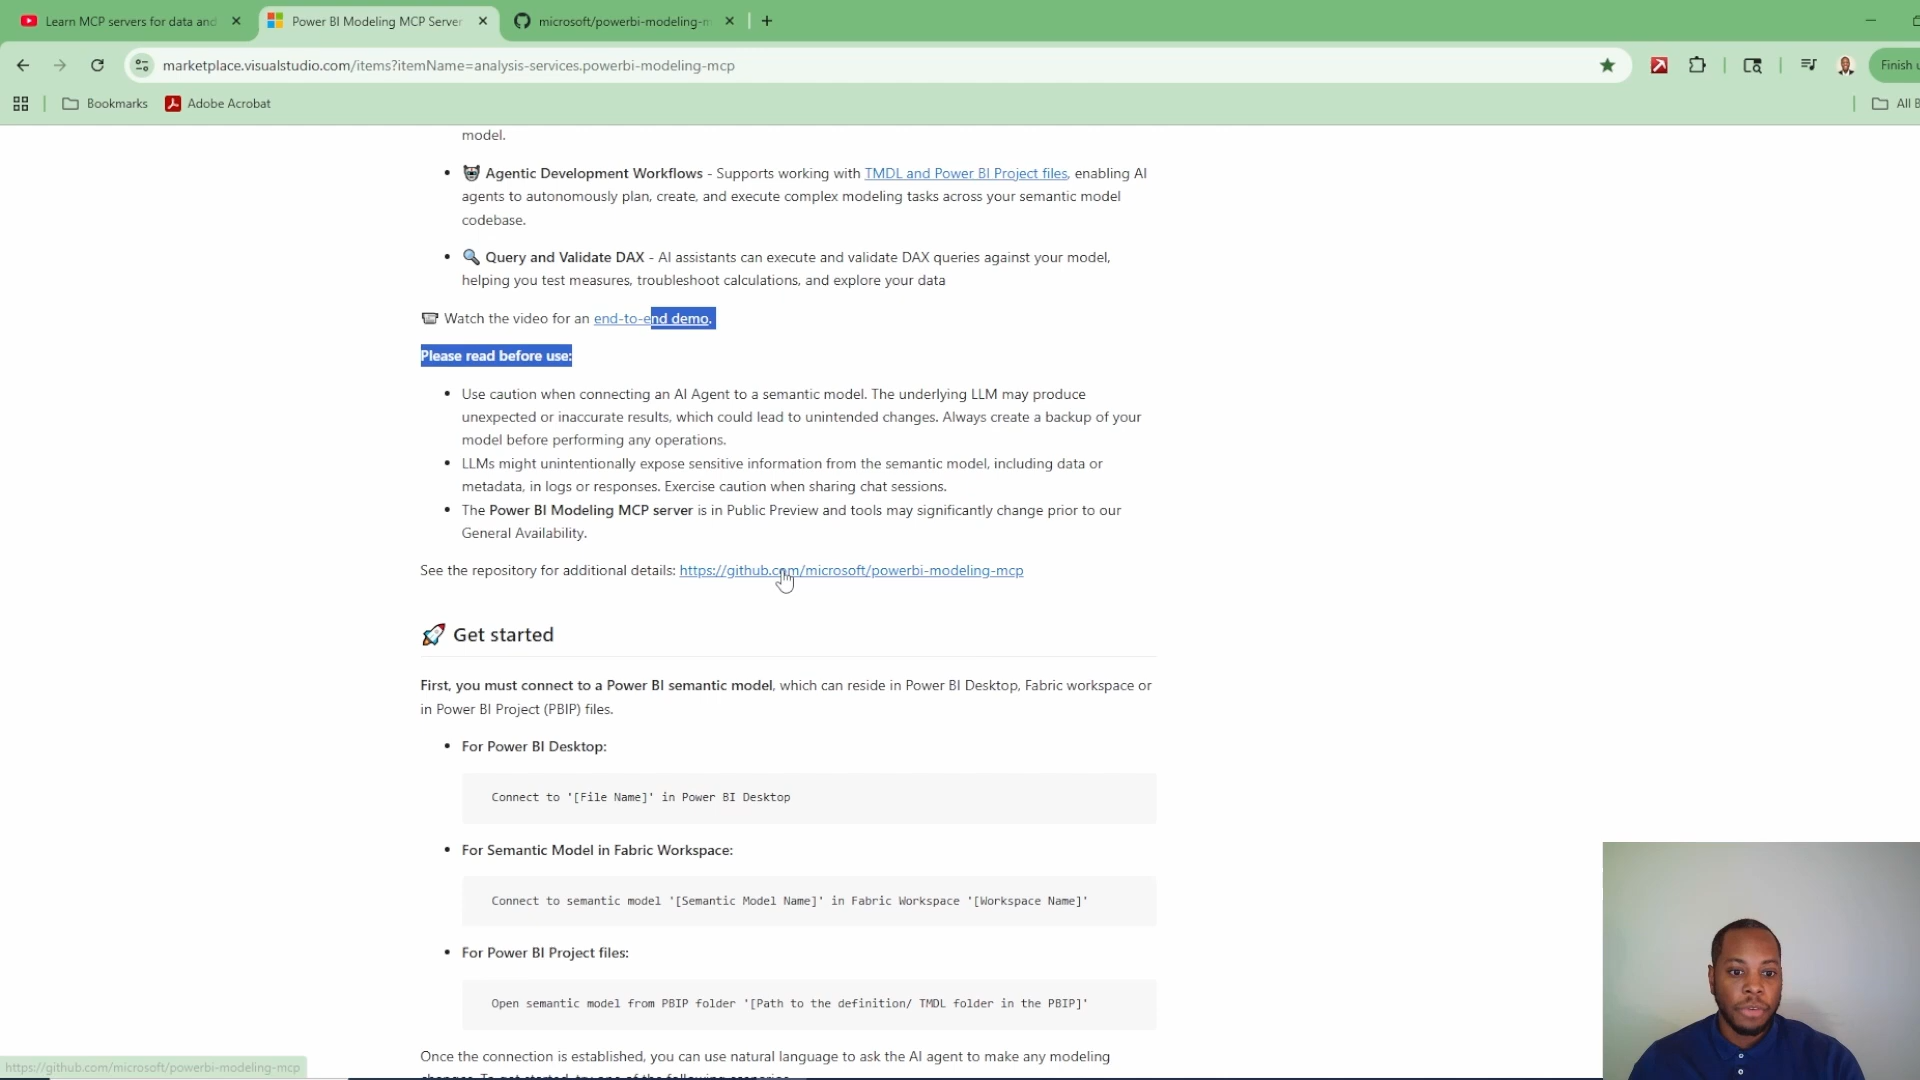 Learn MCP servers for data and
Power BI Modeling MCP Server
microsoft/powerbi-modeling-m
marketplace.visualstudio.com/items?itemName=analysis-services.powerbi-modeling-mcp
Finish u
Bookmarks
Adobe Acrobat
All B
model.
Agentic Development Workflows - Supports working with TMDL and Power BI Project files, enabling AI
agents to autonomously plan, create, and execute complex modeling tasks across your semantic model
codebase.
Query and Validate DAX - AI assistants can execute and validate DAX queries against your model,
helping you test measures, troubleshoot calculations, and explore your data
Watch the video for an end-to-end demo.
Please read before use:
Use caution when connecting an AI Agent to a semantic model. The underlying LLM may produce
unexpected or inaccurate results, which could lead to unintended changes. Always create a backup of your
model before performing any operations.
LLMs might unintentionally expose sensitive information from the semantic model, including data or
metadata, in logs or responses. Exercise caution when sharing chat sessions.
The Power BI Modeling MCP server is in Public Preview and tools may significantly change prior to our
General Availability.
See the repository for additional details: https://github.com/microsoft/powerbi-modeling-mcp
Get started
First, you must connect to a Power BI semantic model, which can reside in Power BI Desktop, Fabric workspace or
in Power BI Project (PBIP) files.
For Power BI Desktop:
Connect to '[File Name]' in Power BI Desktop
For Semantic Model in Fabric Workspace:
Connect to semantic model '[Semantic Model Name]' in Fabric Workspace '[Workspace Name]'
For Power BI Project files:
Open semantic model from PBIP folder '[Path to the definition/ TMDL folder in the PBIP]'
Once the connection is established, you can use natural language to ask the AI agent to make any modeling
changes. To get started, try one of the following scenarios
https://github.com/microsoft/powerbi-modeling-mcp